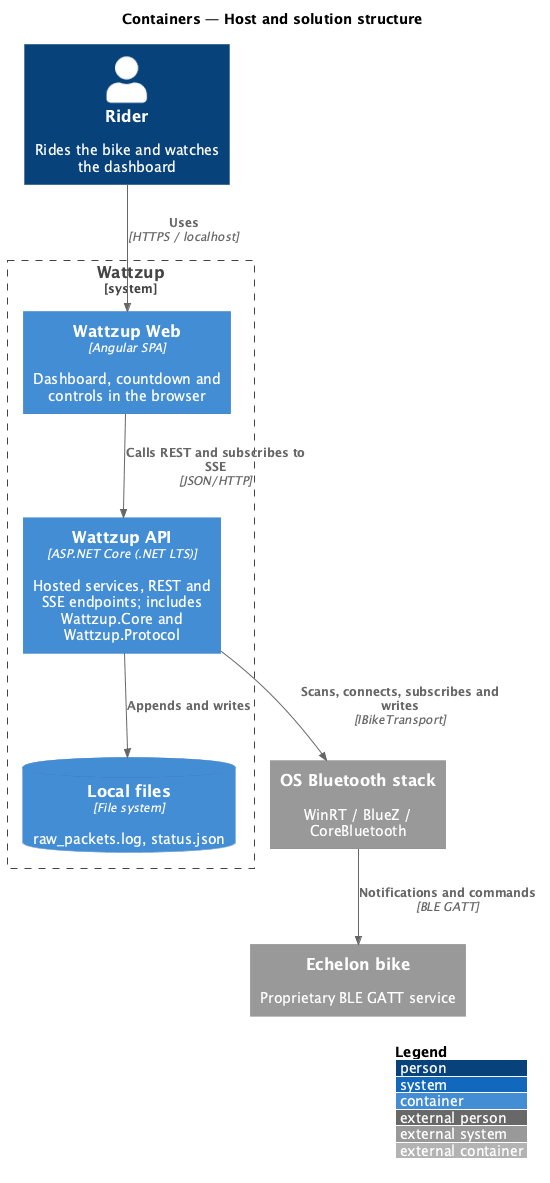 Containers — Host and solution structure
Rider
Rides the bike and watches
the dashboard
Uses
[HTTPS / localhost]
Wattzup
[system]
Wattzup Web
[Angular SPA]
Dashboard, countdown and
controls in the browser
Calls REST and subscribes to
SSE
[JSON/HTTP]
Wattzup API
[ASP.NET Core (.NET LTS)]
Hosted services, REST and
SSE endpoints; includes
Wattzup.Core and
Wattzup.Protocol
Appends and writes
Scans, connects, subscribes and
writes
[IBikeTransport]
Local files
[File system]
raw_packets.log, status.json
OS Bluetooth stack
WinRT / BlueZ /
CoreBluetooth
Notifications and commands
[BLE GATT]
Echelon bike
Proprietary BLE GATT service
Legend
person
system
container
external person
external system
external container